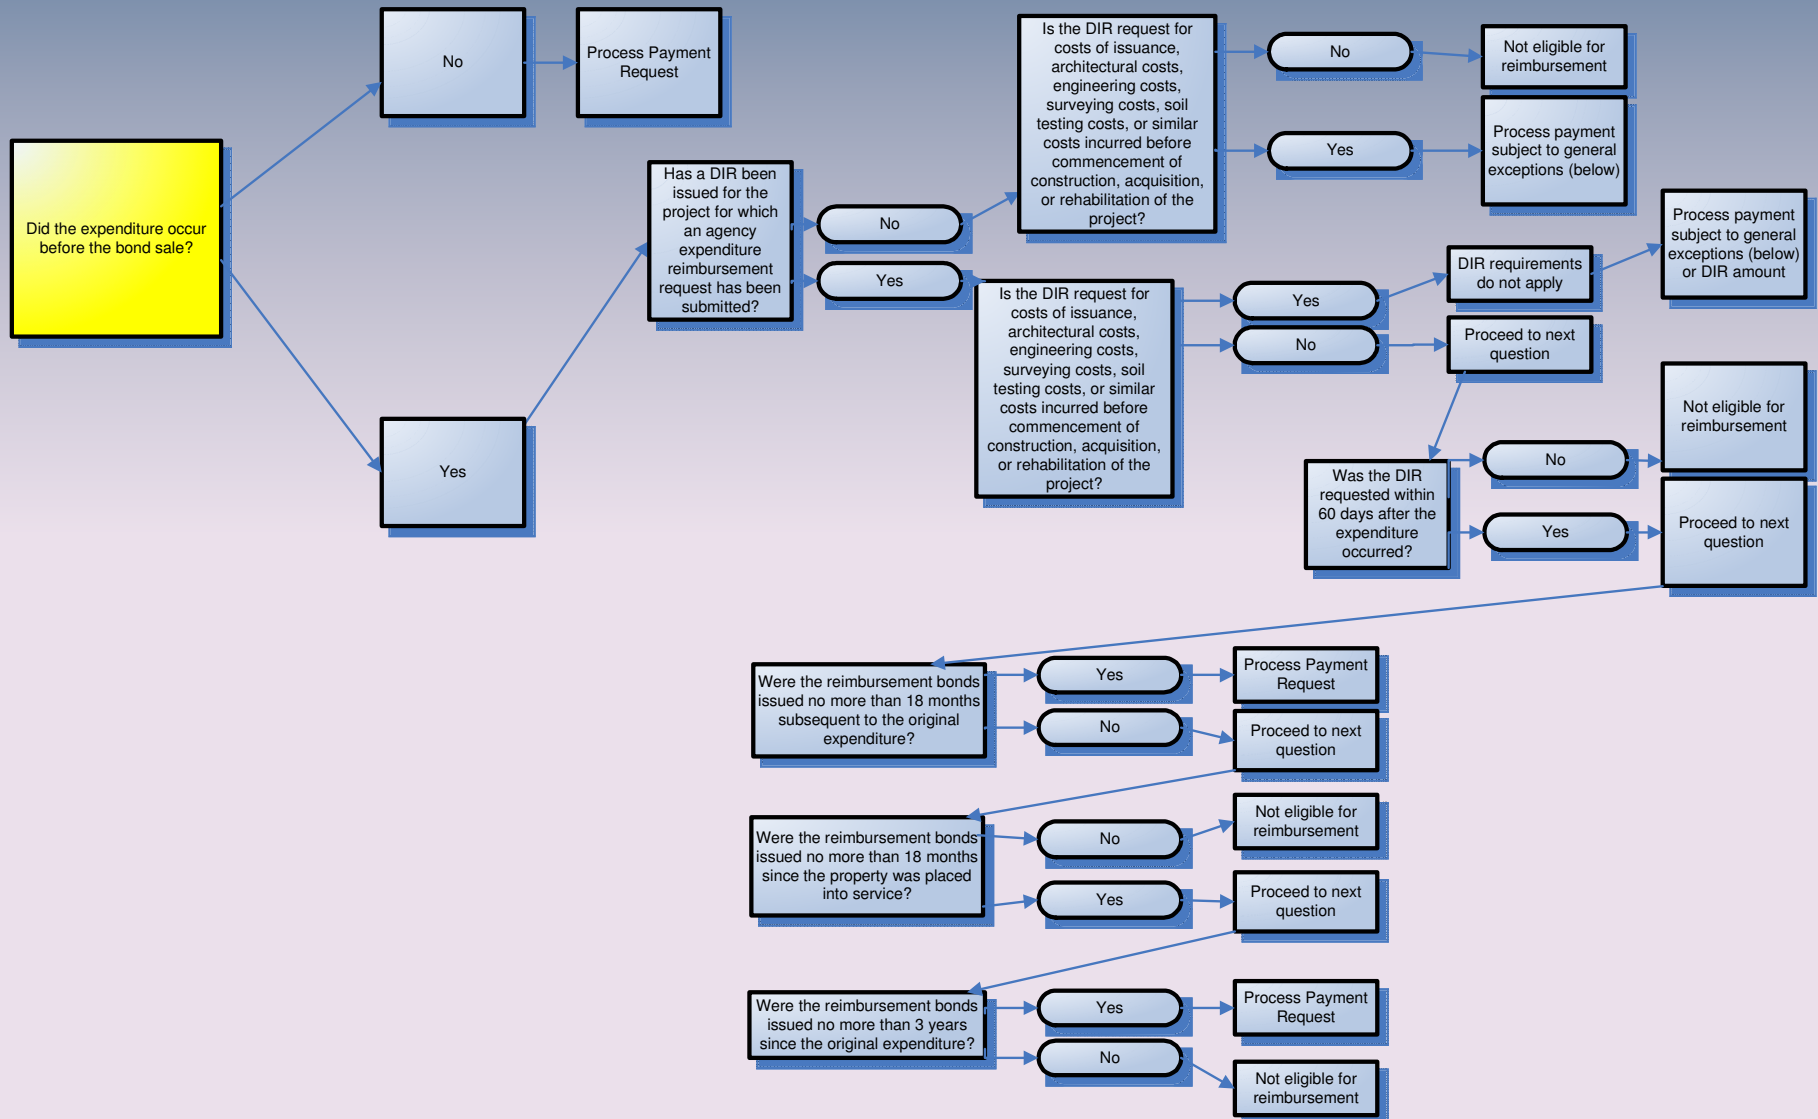 Did the expenditure occur
before the bond sale?
No
Process Payment
Request
Yes
Has a DIR been
issued for the
project for which
an agency
expenditure
reimbursement
request has been
submitted?
No
Yes
Is the DIR request for
costs of issuance,
architectural costs,
engineering costs,
surveying costs, soil
testing costs, or similar
costs incurred before
commencement of
construction, acquisition,
or rehabilitation of the
project?
No
Not eligible for
reimbursement
Yes
Process payment
subject to general
exceptions (below)
Is the DIR request for
costs of issuance,
architectural costs,
engineering costs,
surveying costs, soil
testing costs, or similar
costs incurred before
commencement of
construction, acquisition,
or rehabilitation of the
project?
Yes
DIR requirements
do not apply
Process payment
subject to general
exceptions (below)
or DIR amount
No
Proceed to next
question
Was the DIR
requested within
60 days after the
expenditure
occurred?
No
Not eligible for
reimbursement
Yes
Proceed to next
question
Were the reimbursement bonds
issued no more than 18 months
subsequent to the original
expenditure?
Yes
Process Payment
Request
No
Proceed to next
question
Were the reimbursement bonds
issued no more than 18 months
since the property was placed
into service?
No
Not eligible for
reimbursement
Yes
Proceed to next
question
Were the reimbursement bonds
issued no more than 3 years
since the original expenditure?
Yes
Process Payment
Request
No
Not eligible for
reimbursement